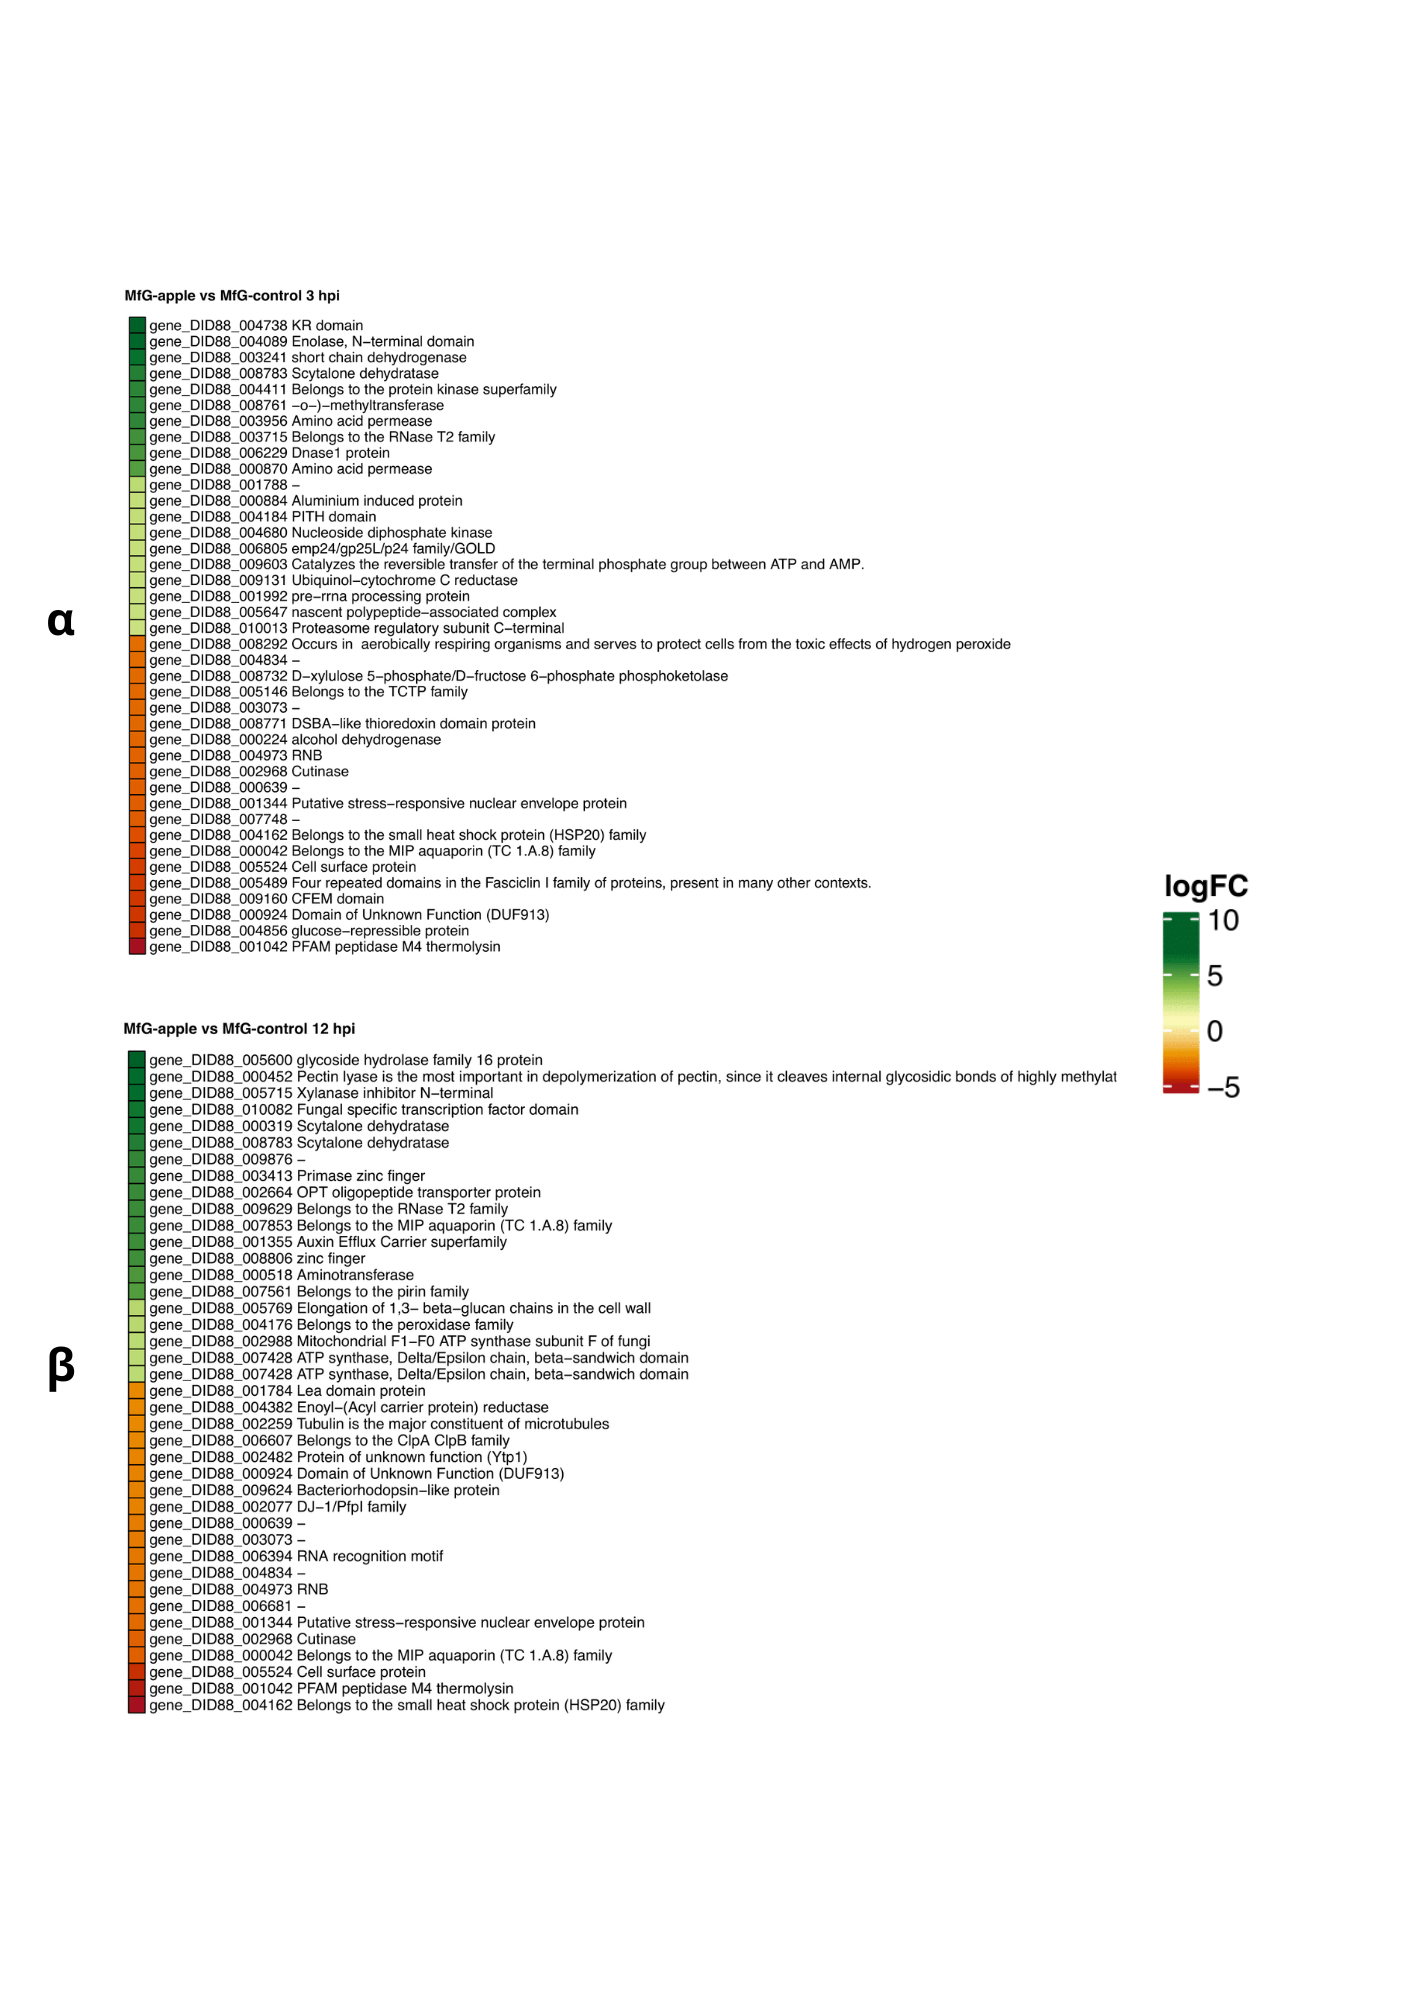 MfG-apple vs MfG-control 3 hpi
gene_DID88_004738 KR domain
gene_DID88_004089 Enolase, N−terminal domain
gene_DID88_003241 short chain dehydrogenase
gene_DID88_008783 Scytalone dehydratase
gene_DID88_004411 Belongs to the protein kinase superfamily
gene_DID88_008761 −o−)−methyltransferase
gene_DID88_003956 Amino acid permease
gene_DID88_003715 Belongs to the RNase T2 family
gene_DID88_006229 Dnase1 protein
gene_DID88_000870 Amino acid permease
gene_DID88_001788 −
gene_DID88_000884 Aluminium induced protein
gene_DID88_004184 PITH domain
gene_DID88_004680 Nucleoside diphosphate kinase
gene_DID88_006805 emp24/gp25L/p24 family/GOLD
gene_DID88_009603 Catalyzes the reversible transfer of the terminal phosphate group between ATP and AMP.
gene_DID88_009131 Ubiquinol−cytochrome C reductase
gene_DID88_001992 pre−rrna processing protein
gene_DID88_005647 nascent polypeptide−associated complex
gene_DID88_010013 Proteasome regulatory subunit C−terminal
gene_DID88_008292 Occurs in  aerobically respiring organisms and serves to protect cells from the toxic effects of hydrogen peroxide
gene_DID88_004834 −
gene_DID88_008732 D−xylulose 5−phosphate/D−fructose 6−phosphate phosphoketolase
gene_DID88_005146 Belongs to the TCTP family
gene_DID88_003073 −
gene_DID88_008771 DSBA−like thioredoxin domain protein
gene_DID88_000224 alcohol dehydrogenase
gene_DID88_004973 RNB
gene_DID88_002968 Cutinase
gene_DID88_000639 −
gene_DID88_001344 Putative stress−responsive nuclear envelope protein
gene_DID88_007748 −
gene_DID88_004162 Belongs to the small heat shock protein (HSP20) family
gene_DID88_000042 Belongs to the MIP aquaporin (TC 1.A.8) family
gene_DID88_005524 Cell surface protein
gene_DID88_005489 Four repeated domains in the Fasciclin I family of proteins, present in many other contexts.
gene_DID88_009160 CFEM domain
gene_DID88_000924 Domain of Unknown Function (DUF913)
gene_DID88_004856 glucose−repressible protein
gene_DID88_001042 PFAM peptidase M4 thermolysin
α
logFC
10
5
0
−5
MfG-apple vs MfG-control 12 hpi
gene_DID88_005600 glycoside hydrolase family 16 protein
gene_DID88_000452 Pectin lyase is the most important in depolymerization of pectin, since it cleaves internal glycosidic bonds of highly methylat
gene_DID88_005715 Xylanase inhibitor N−terminal
gene_DID88_010082 Fungal specific transcription factor domain
gene_DID88_000319 Scytalone dehydratase
gene_DID88_008783 Scytalone dehydratase
gene_DID88_009876 −
gene_DID88_003413 Primase zinc finger
gene_DID88_002664 OPT oligopeptide transporter protein
gene_DID88_009629 Belongs to the RNase T2 family
gene_DID88_007853 Belongs to the MIP aquaporin (TC 1.A.8) family
gene_DID88_001355 Auxin Efflux Carrier superfamily
gene_DID88_008806 zinc finger
gene_DID88_000518 Aminotransferase
gene_DID88_007561 Belongs to the pirin family
gene_DID88_005769 Elongation of 1,3− beta−glucan chains in the cell wall
gene_DID88_004176 Belongs to the peroxidase family
gene_DID88_002988 Mitochondrial F1−F0 ATP synthase subunit F of fungi
gene_DID88_007428 ATP synthase, Delta/Epsilon chain, beta−sandwich domain
gene_DID88_007428 ATP synthase, Delta/Epsilon chain, beta−sandwich domain
gene_DID88_001784 Lea domain protein
gene_DID88_004382 Enoyl−(Acyl carrier protein) reductase
gene_DID88_002259 Tubulin is the major constituent of microtubules
gene_DID88_006607 Belongs to the ClpA ClpB family
gene_DID88_002482 Protein of unknown function (Ytp1)
gene_DID88_000924 Domain of Unknown Function (DUF913)
gene_DID88_009624 Bacteriorhodopsin−like protein
gene_DID88_002077 DJ−1/PfpI family
gene_DID88_000639 −
gene_DID88_003073 −
gene_DID88_006394 RNA recognition motif
gene_DID88_004834 −
gene_DID88_004973 RNB
gene_DID88_006681 −
gene_DID88_001344 Putative stress−responsive nuclear envelope protein
gene_DID88_002968 Cutinase
gene_DID88_000042 Belongs to the MIP aquaporin (TC 1.A.8) family
gene_DID88_005524 Cell surface protein
gene_DID88_001042 PFAM peptidase M4 thermolysin
gene_DID88_004162 Belongs to the small heat shock protein (HSP20) family
β